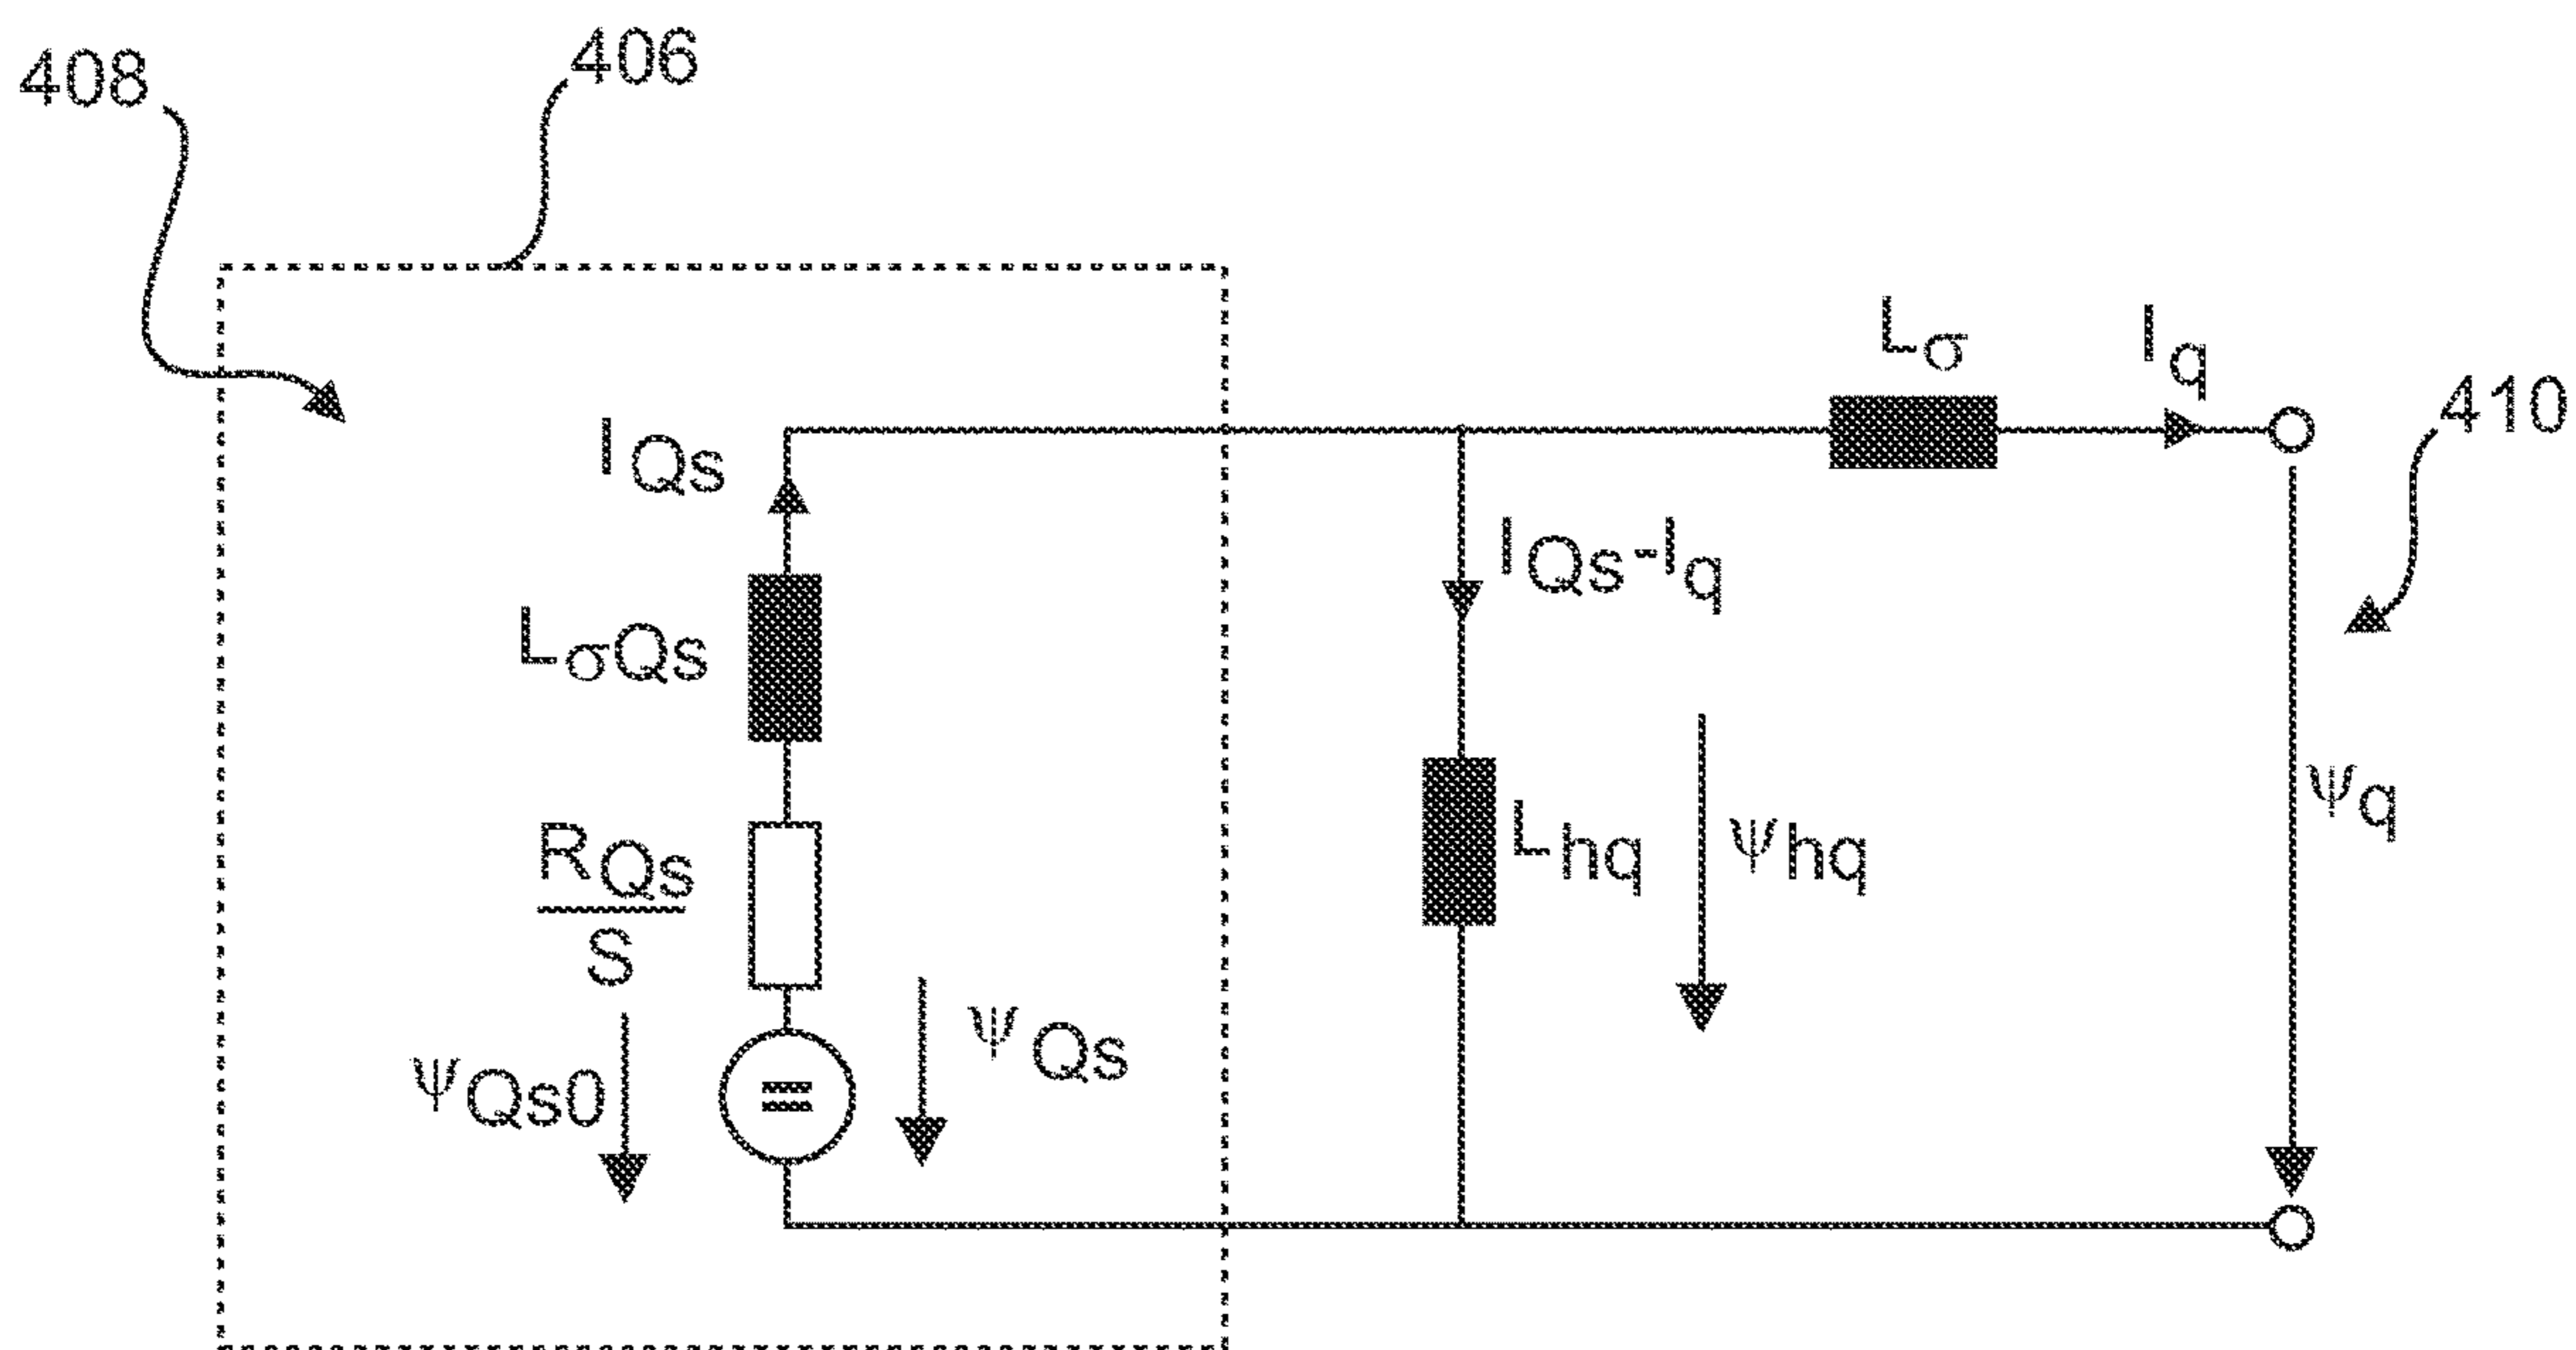 408
406
Lσ
Iq
410
IQs
IQs-Iq
LσQs
RQs
S
Lhq
ψhq
ψq
ψQs0
=
ψQs